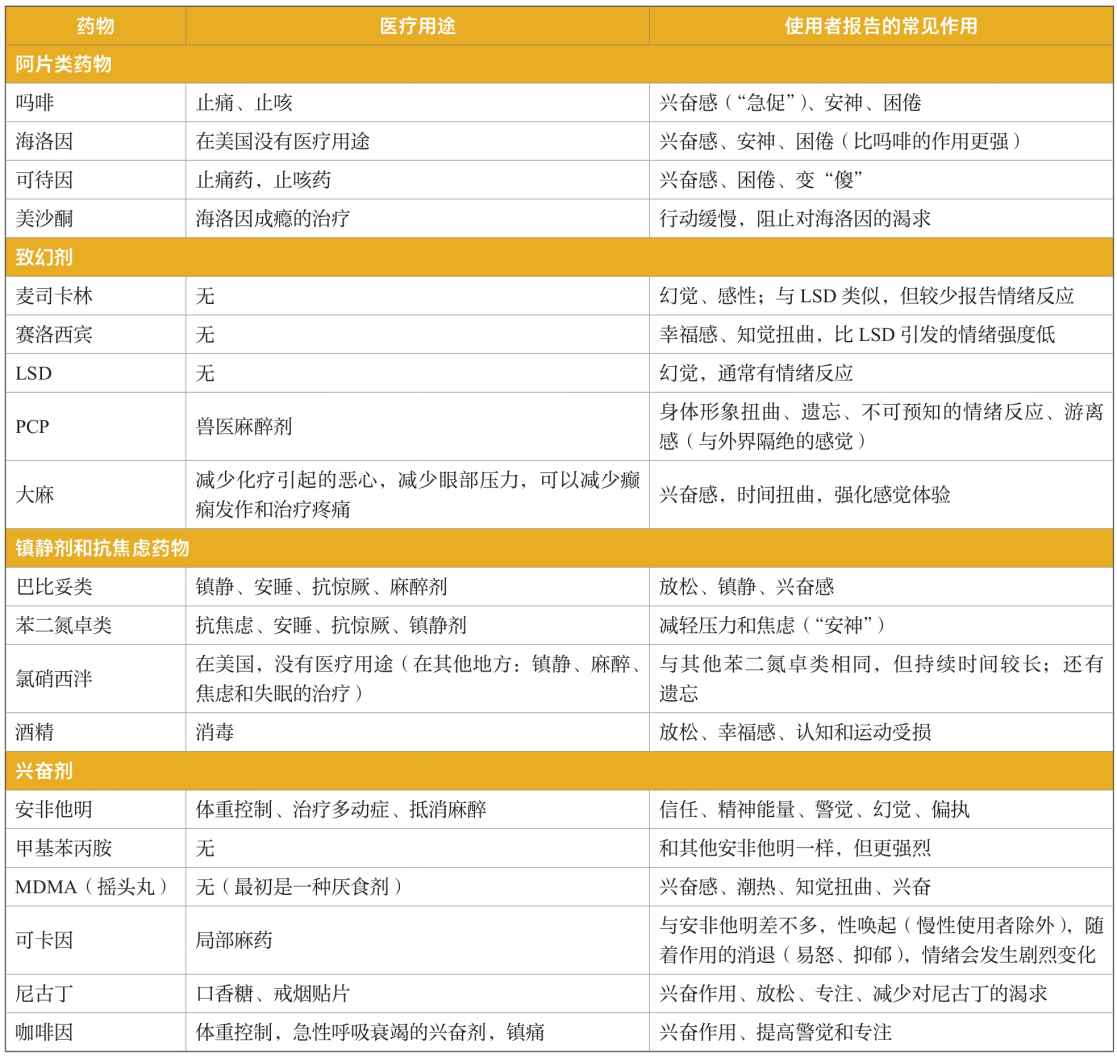 药物 医疗用途 使用者报告的常见作用
阿片类药物
吗啡 止痛、止咳 兴奋感（“急促”）、安神、困倦
海洛因 在美国没有医疗用途 兴奋感、安神、困倦（比吗啡的作用更强）
可待因 止痛药，止咳药 兴奋感、困倦、变“傻”
美沙酮 海洛因成瘾的治疗 行动缓慢，阻止对海洛因的渴求
致幻剂
麦司卡林 无 幻觉、感性；与 LSD 类似，但较少报告情绪反应
赛洛西宾 无 幸福感、知觉扭曲，比 LSD 引发的情绪强度低
LSD 无 幻觉，通常有情绪反应
PCP 兽医麻醉剂 身体形象扭曲、遗忘、不可预知的情绪反应、游离
感（与外界隔绝的感觉）
大麻 减少化疗引起的恶心，减少眼部压力，可以减少癫
痫发作和治疗疼痛 兴奋感，时间扭曲，强化感觉体验
镇静剂和抗焦虑药物
巴比妥类 镇静、安睡、抗惊厥、麻醉剂 放松、镇静、兴奋感
苯二氮卓类 抗焦虑、安睡、抗惊厥、镇静剂 减轻压力和焦虑（“安神”）
氯硝西泮 在美国，没有医疗用途（在其他地方：镇静、麻醉、
焦虑和失眠的治疗） 与其他苯二氮卓类相同，但持续时间较长；还有
遗忘
酒精 消毒 放松、幸福感、认知和运动受损
兴奋剂
安非他明 体重控制、治疗多动症、抵消麻醉 信任、精神能量、警觉、幻觉、偏执
甲基苯丙胺 无 和其他安非他明一样，但更强烈
MDMA（摇头丸） 无（最初是一种厌食剂） 兴奋感、潮热、知觉扭曲、兴奋
可卡因 局部麻药 与安非他明差不多，性唤起（慢性使用者除外），随
着作用的消退（易怒、抑郁），情绪会发生剧烈变化
尼古丁 口香糖、戒烟贴片 兴奋作用、放松、专注、减少对尼古丁的渴求
咖啡因 体重控制，急性呼吸衰竭的兴奋剂，镇痛 兴奋作用、提高警觉和专注